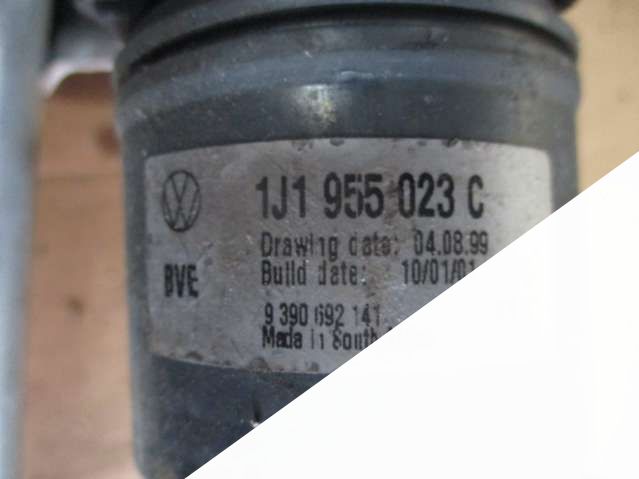 1J1 955 023 C
Drawing date: 04.08.99
BVE Build date: 10/01/01
9 390 692 141
Made in South